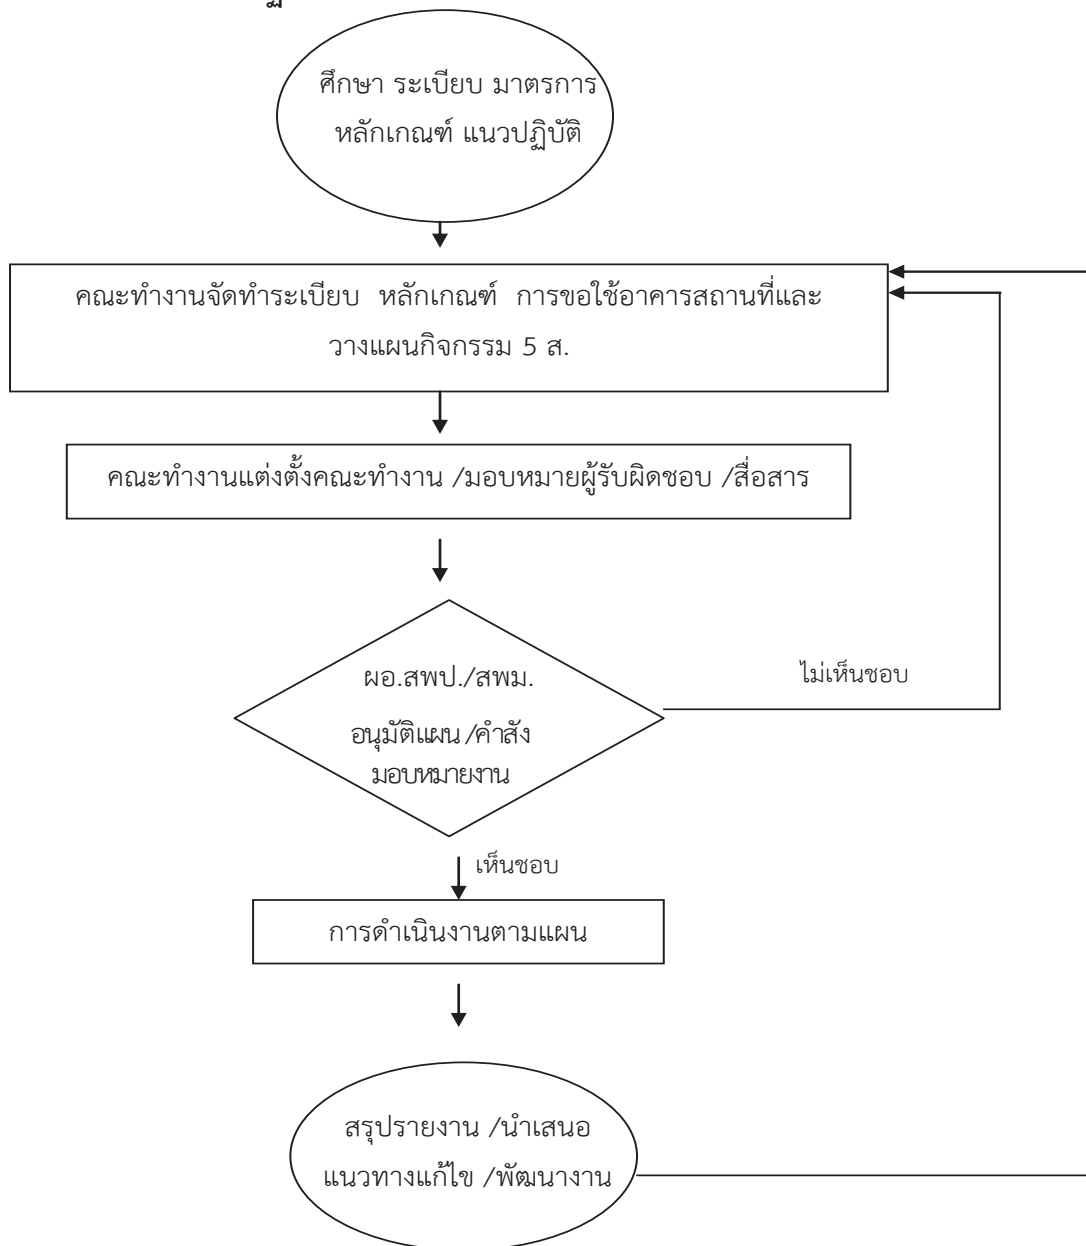 ศึกษา ระเบียบ มาตรการ
หลักเกณฑ์ แนวปฏิบัติ
คณะทำงานจัดทำระเบียบ หลักเกณฑ์ การขอใช้อาคารสถานที่และ
วางแผนกิจกรรม 5 ส.
คณะทำงานแต่งตั้งคณะทำงาน /มอบหมายผู้รับผิดชอบ /สื่อสาร
ผอ.สพป./สพม.
อนุมัติแผน /คำสัง
มอบหมายงาน
ไม่เห็นชอบ
เห็นชอบ
การดำเนินงานตามแผน
สรุปรายงาน /นำเสนอ
แนวทางแก้ไข /พัฒนางาน